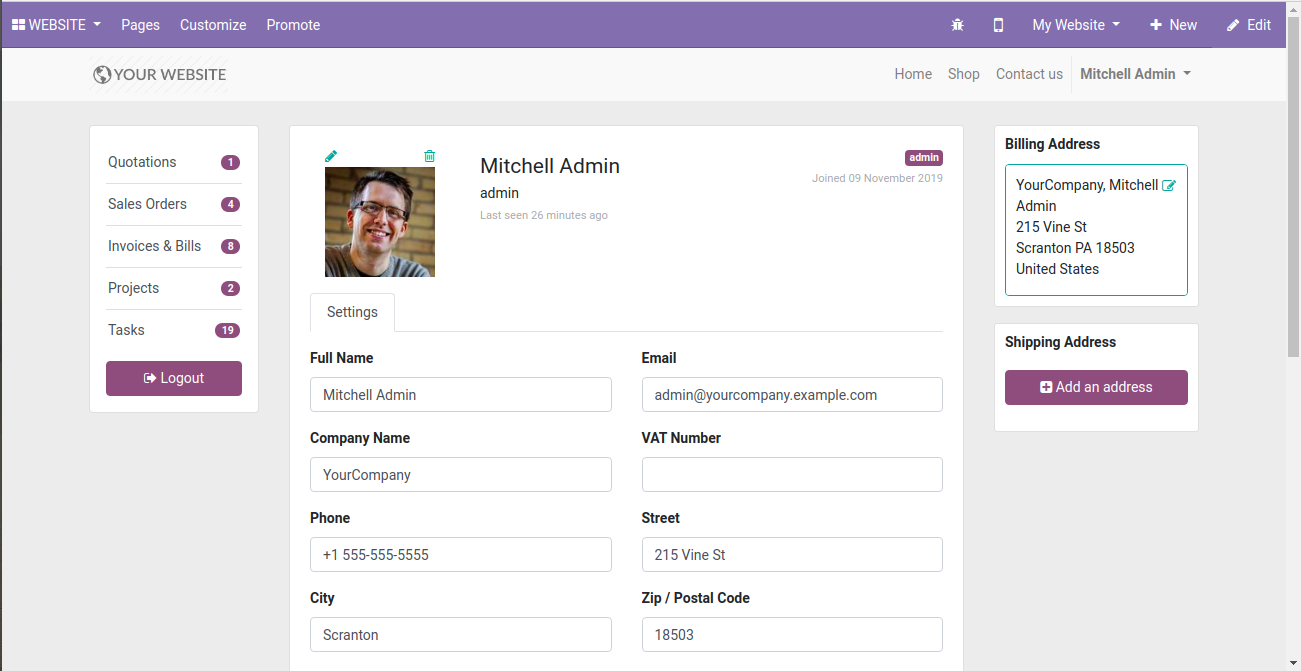 WEBSITE Pages Customize Promote My Website New Edit
YOUR WEBSITE Home Shop Contact us Mitchell Admin
Quotations 1
Sales Orders 4
Invoices & Bills 8
Projects 2
Tasks 19
Logout
Mitchell Admin
admin
Last seen 26 minutes ago
admin
Joined 09 November 2019
Settings
Full Name
Mitchell Admin
Email
admin@yourcompany.example.com
Company Name
YourCompany
VAT Number
Phone
+1 555-555-5555
Street
215 Vine St
City
Scranton
Zip / Postal Code
18503
Billing Address
YourCompany, Mitchell
Admin
215 Vine St
Scranton PA 18503
United States
Shipping Address
Add an address